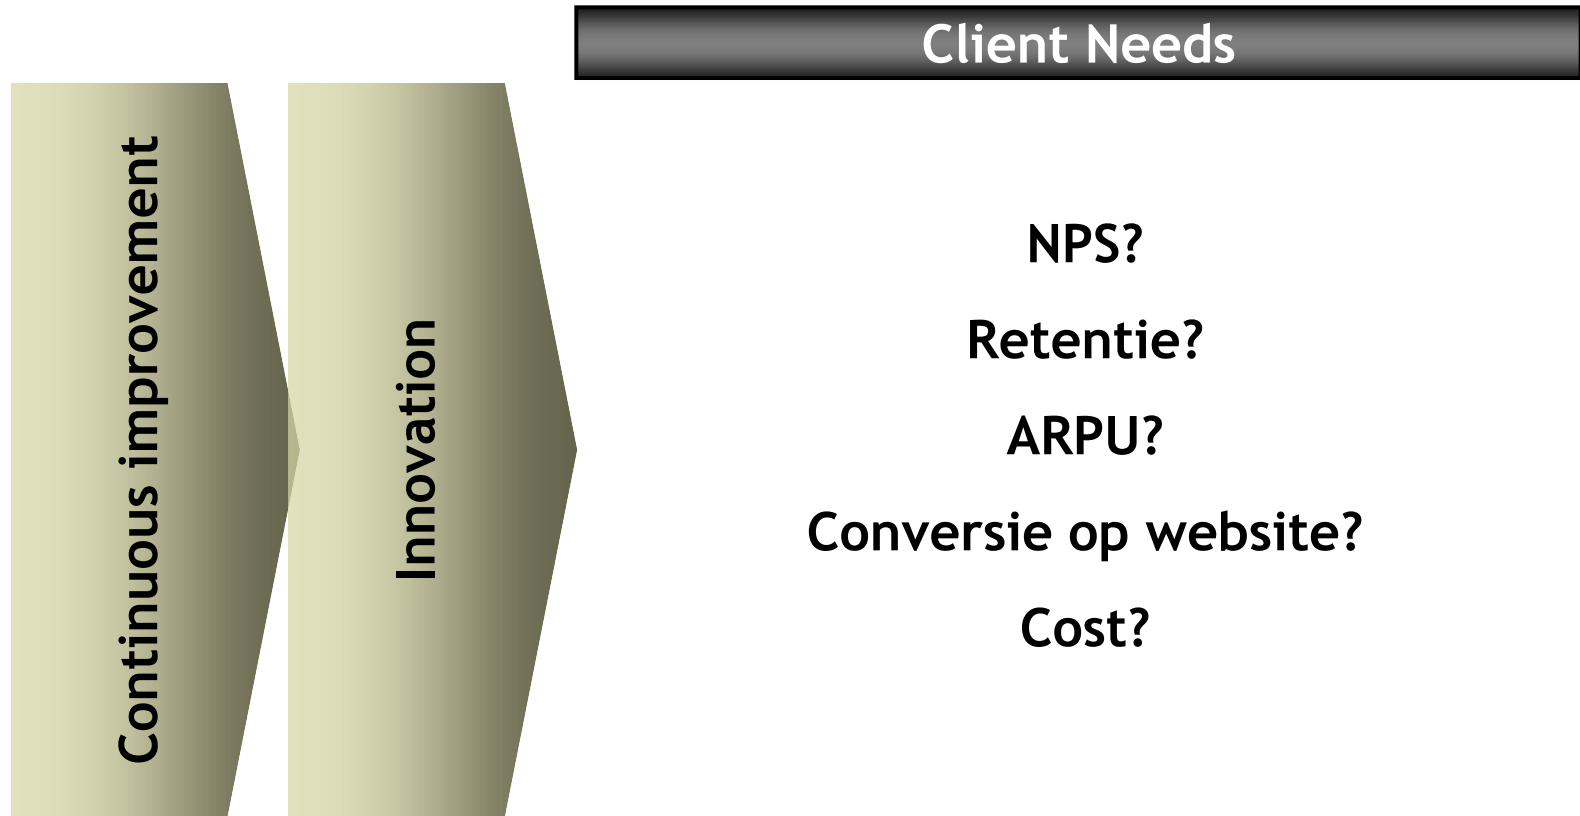 Client Needs
Continuous improvement
Innovation
NPS?
Retentie?
ARPU?
Conversie op website?
Cost?